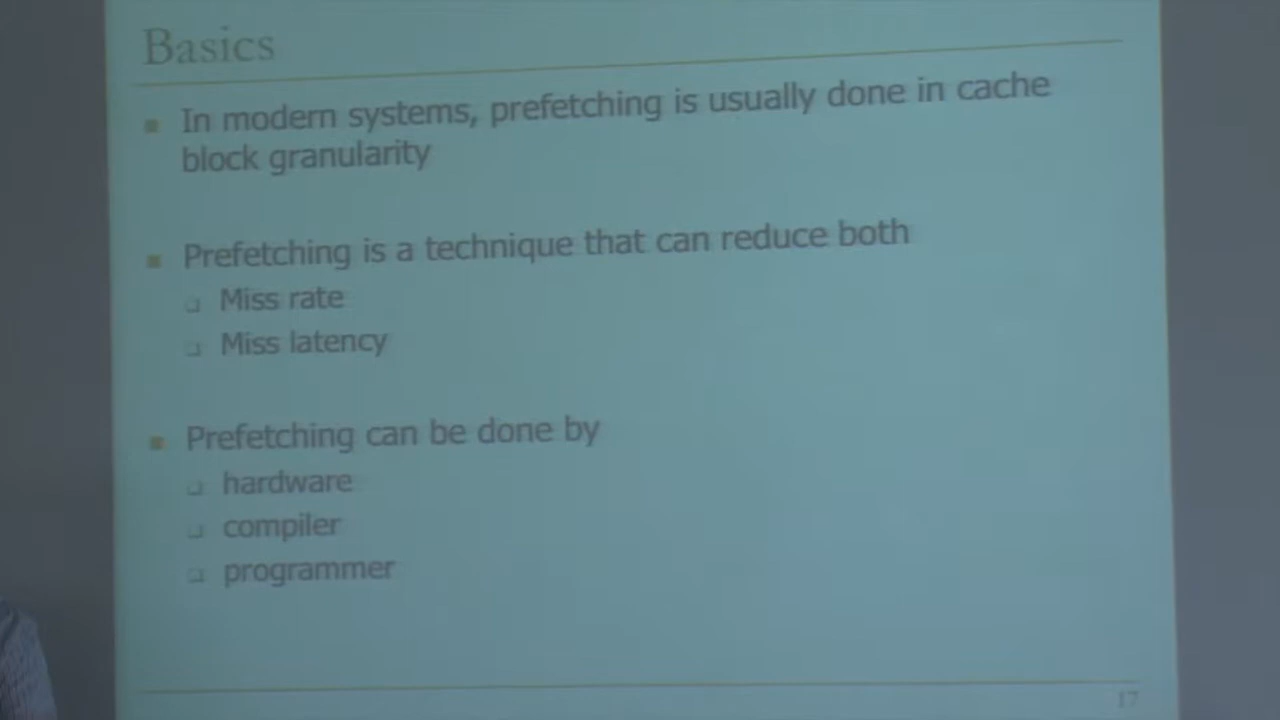 Basics
In modern systems, prefetching is usually done in cache
block granularity
Prefetching is a technique that can reduce both
Miss rate
Miss latency
Prefetching can be done by
hardware
compiler
programmer
17